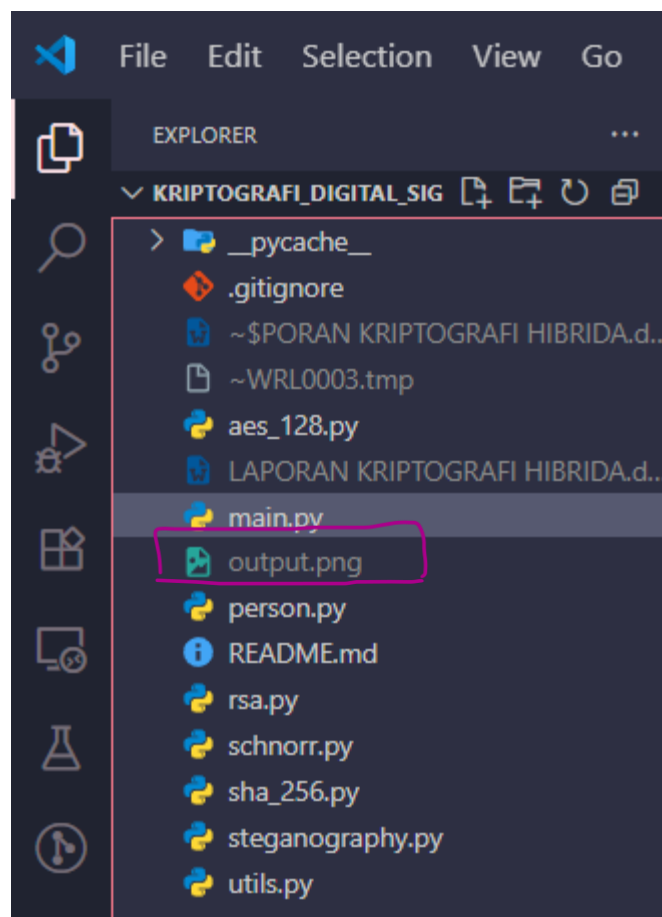 File Edit Selection View Go
EXPLORER
KRIPTOGRAFI_DIGITAL_SIG
__pycache__
.gitignore
~$PORAN KRIPTOGRAFI HIBRIDA.d...
~WRL0003.tmp
aes_128.py
LAPORAN KRIPTOGRAFI HIBRIDA.d...
main.py
output.png
person.py
README.md
rsa.py
schnorr.py
sha_256.py
steganography.py
utils.py